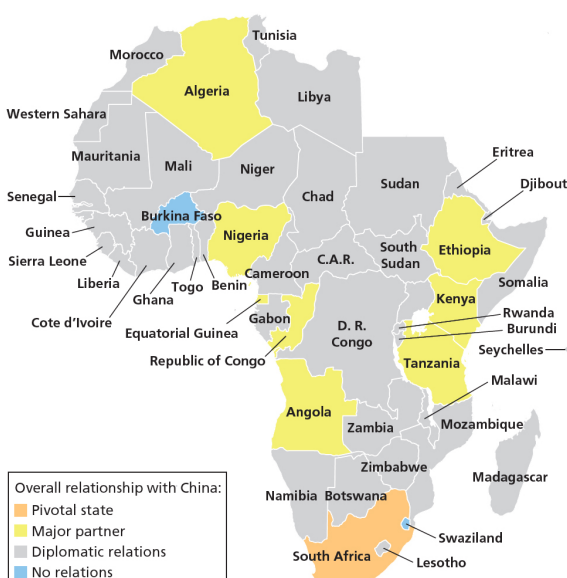 Tunisia
Morocco
Algeria
Libya
Western Sahara
Mauritania
Mali
Niger
Eritrea
Sudan
Chad
Djibout
Senegal
Burkina Faso
Guinea
Nigeria
South
Sudan
Ethiopia
Sierra Leone
C.A.R.
Cameroon
Liberia
Togo
Benin
Somalia
Ghana
Kenya
Cote d'Ivoire
Gabon
Rwanda
Equatorial Guinea
D. R.
Congo
Burundi
Republic of Congo
Seychelles
Tanzania
Malawi
Angola
Zambia
Mozambique
Zimbabwe
Madagascar
Namibia
Botswana
Swaziland
South Africa
Lesotho
Overall relationship with China:
Pivotal state
Major partner
Diplomatic relations
No relations